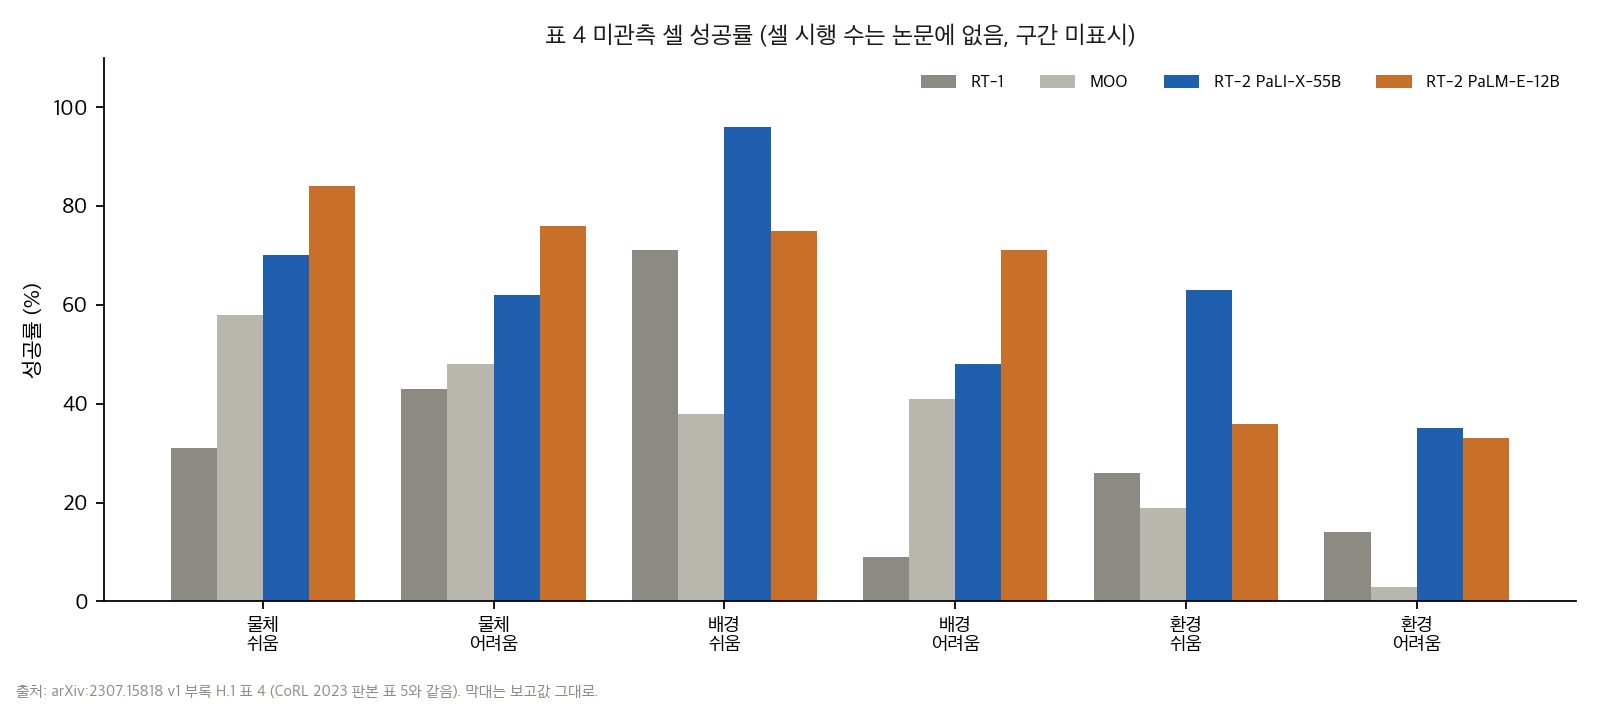 표 4 미관측 셀 성공률 (셀 시행 수는 논문에 없음, 구간 미표시)
RT-1
MOO
RT-2 PaLI-X-55B
RT-2 PaLM-E-12B
성공률 (%)
100
80
60
40
20
0
물체
쉬움
물체
어려움
배경
쉬움
배경
어려움
환경
쉬움
환경
어려움
출처: arXiv:2307.15818 v1 부록 H.1 표 4 (CoRL 2023 판본 표 5와 같음). 막대는 보고값 그대로.